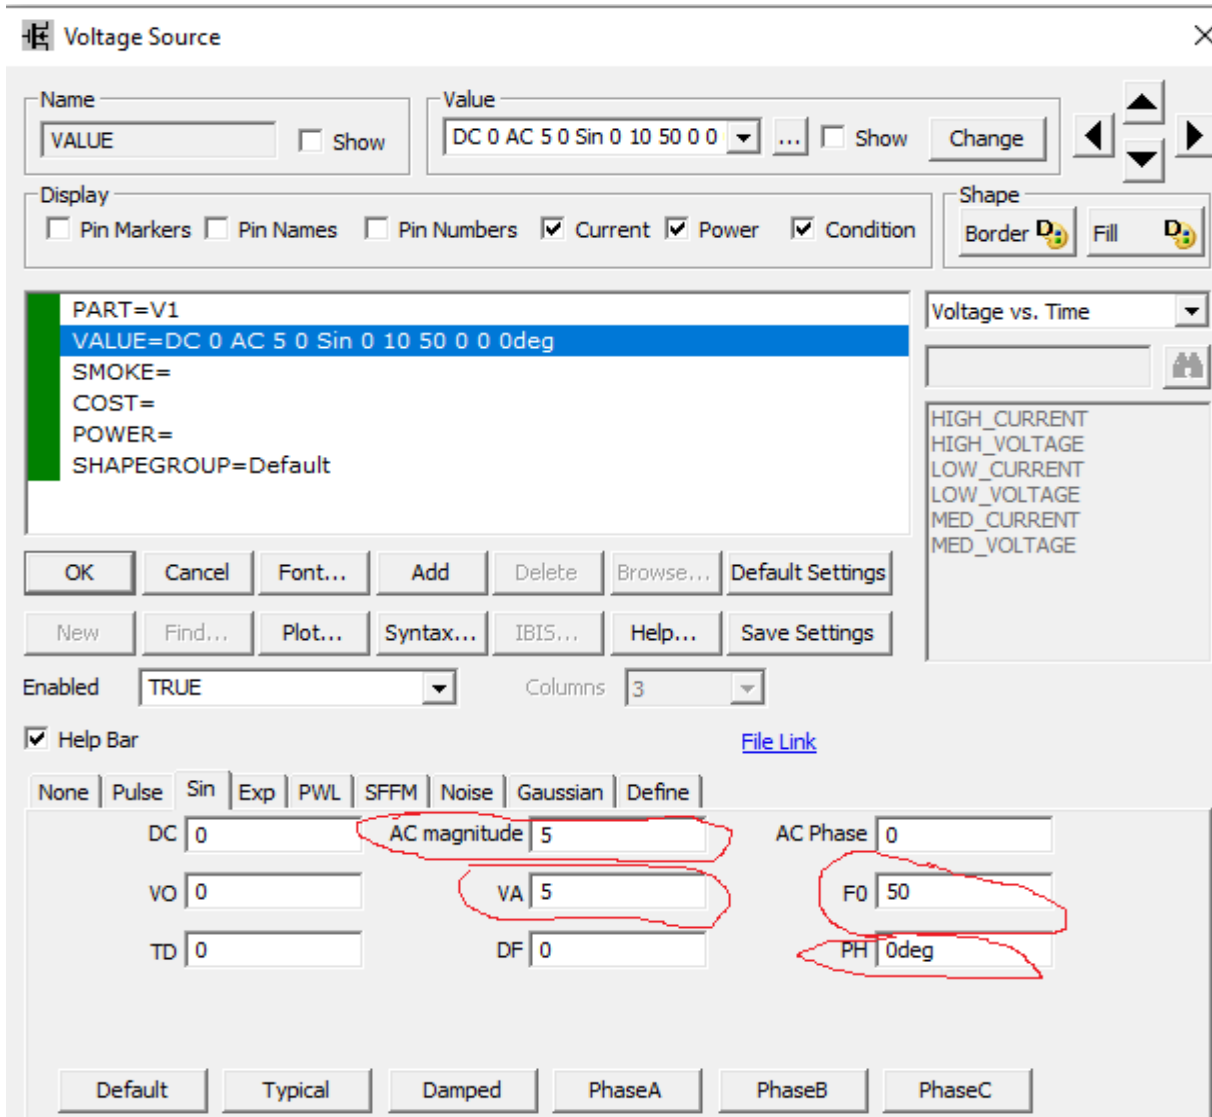 Voltage Source
Name
Value
VALUE
Show
DC 0 AC 5 0 Sin 0 10 50 0 0
...
Show
Change
Display
Pin Markers
Pin Names
Pin Numbers
Current
Power
Condition
Shape
Border
Fill
PART=V1
VALUE=DC 0 AC 5 0 Sin 0 10 50 0 0 0deg
SMOKE=
COST=
POWER=
SHAPEGROUP=Default
Voltage vs. Time
HIGH_CURRENT
HIGH_VOLTAGE
LOW_CURRENT
LOW_VOLTAGE
MED_CURRENT
MED_VOLTAGE
OK
Cancel
Font...
Add
Delete
Browse...
Default Settings
New
Find...
Plot...
Syntax...
IBIS...
Help...
Save Settings
Enabled
TRUE
Columns
3
Help Bar
File Link
None
Pulse
Sin
Exp
PWL
SFFM
Noise
Gaussian
Define
DC 0
AC magnitude 5
AC Phase 0
VO 0
VA 5
F0 50
TD 0
DF 0
PH 0deg
Default
Typical
Damped
PhaseA
PhaseB
PhaseC